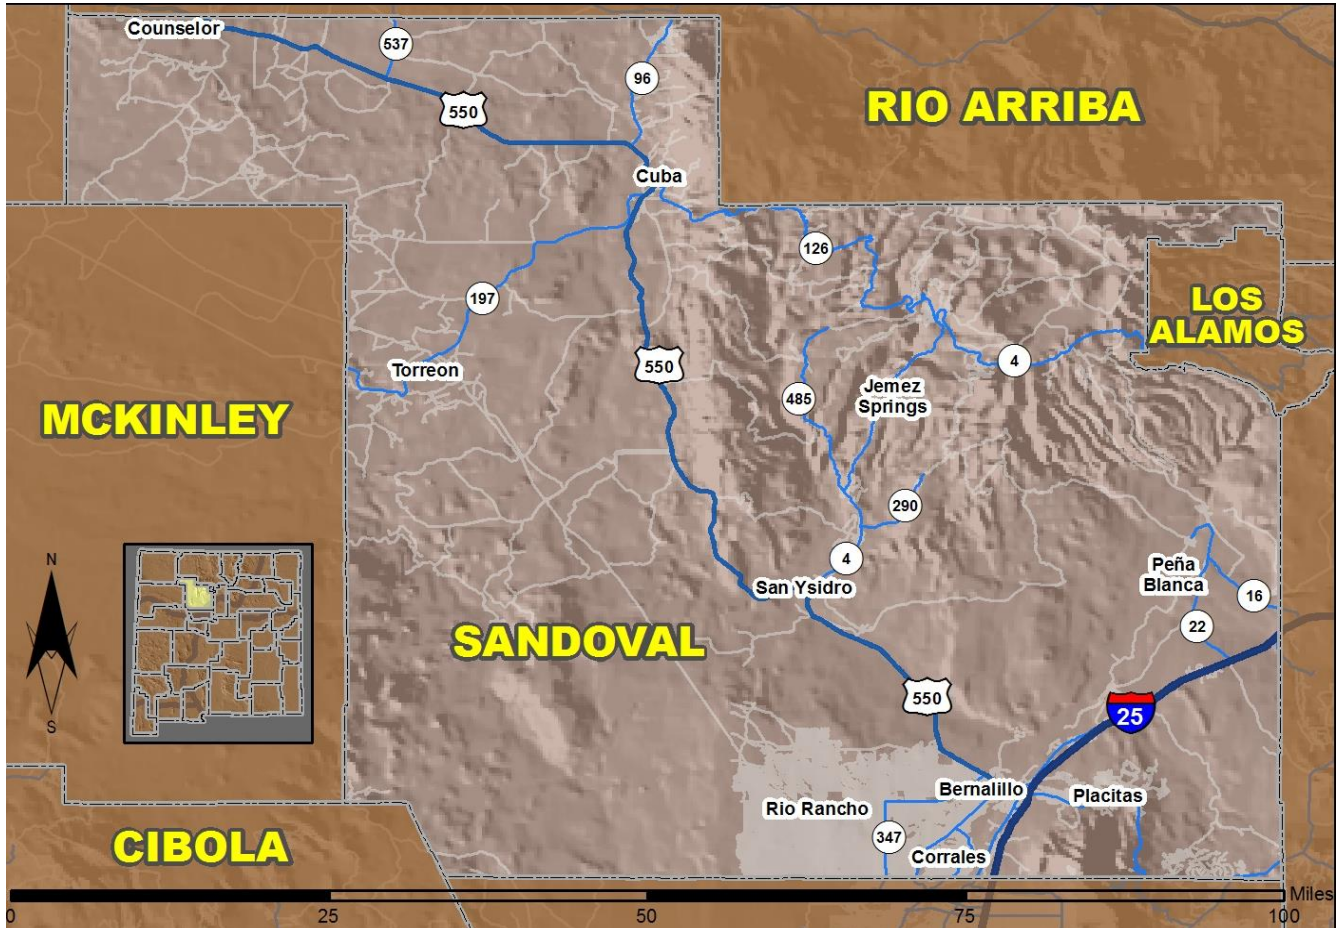 Counselor
537
96
550
RIO ARRIBA
Cuba
126
197
LOS
ALAMOS
Torreon
550
4
485
Jemez
Springs
MCKINLEY
290
N
4
San Ysidro
Peña
Blanca
16
22
SANDOVAL
S
550
25
Bernalillo
Placitas
Rio Rancho
347
Corrales
CIBOLA
Miles
0 25 50 75 100